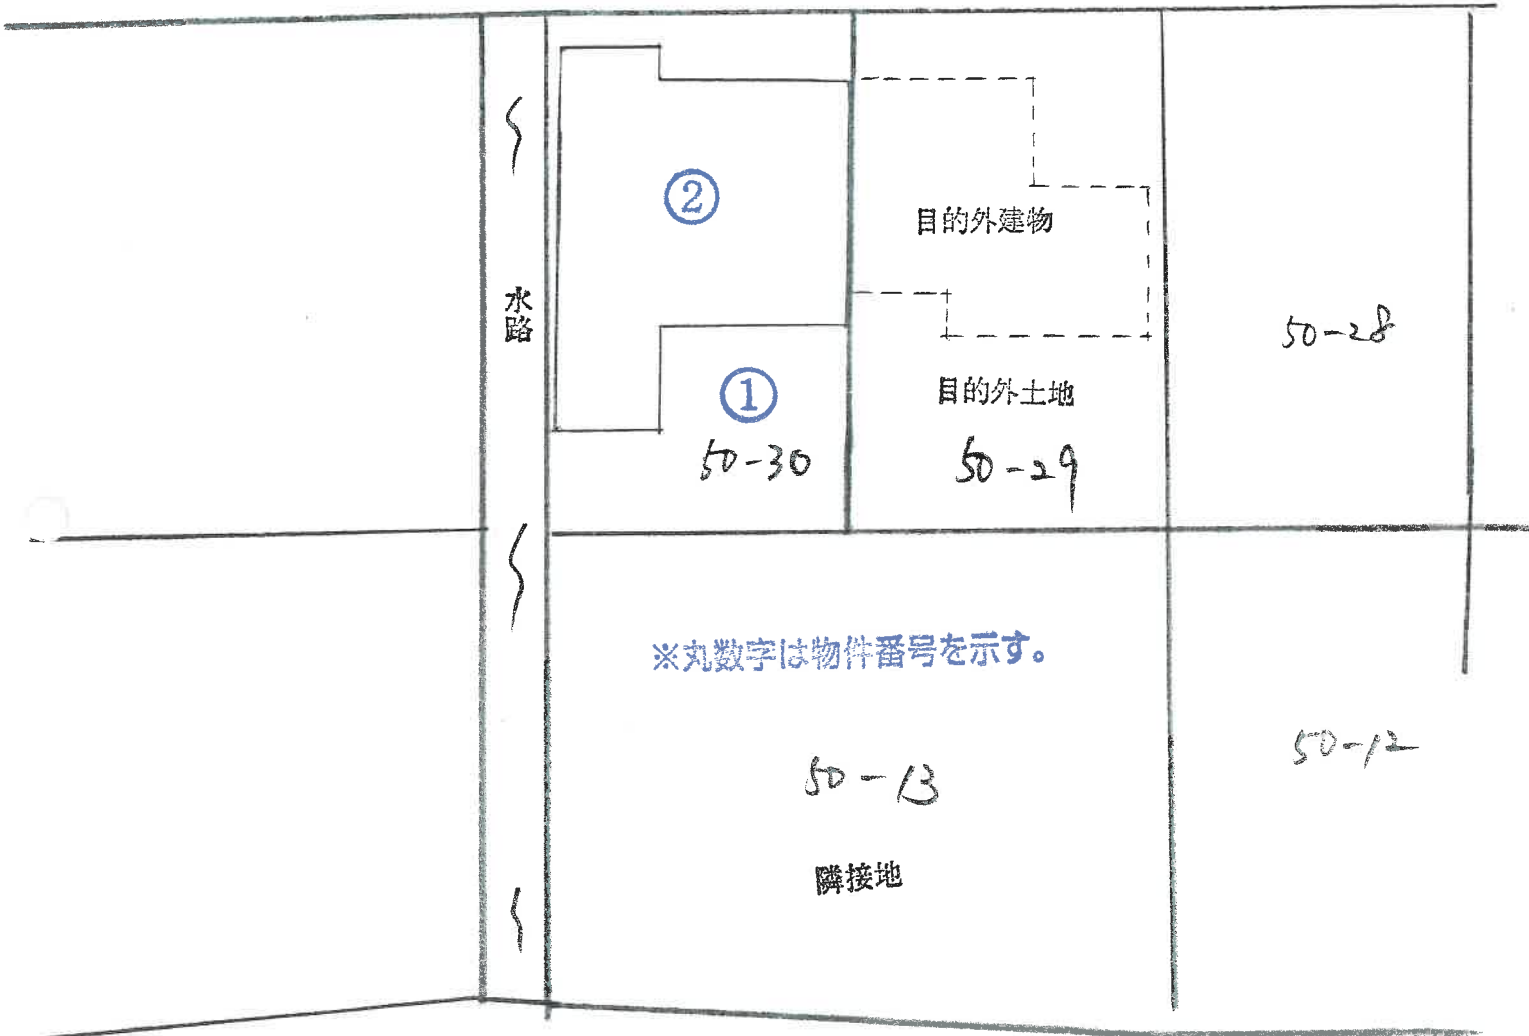 ②
目的外建物
水路
50-28
①
目的外土地
50-30
50-29
※丸数字は物件番号を示す。
50-13
50-12
隣接地